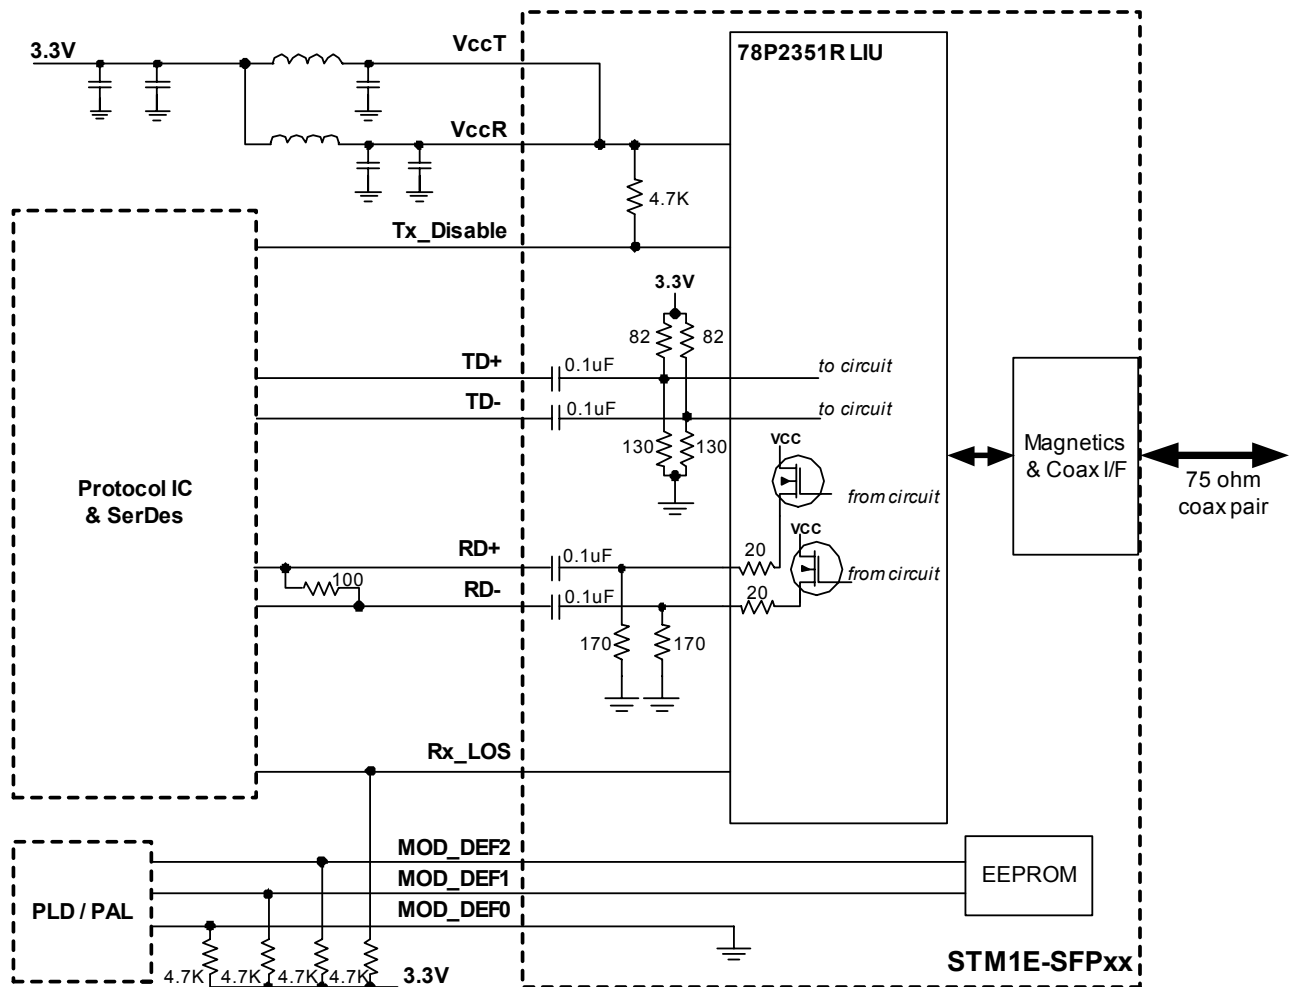 3.3V
VccT
78P2351R LIU
VccR
4.7K
Tx_Disable
3.3V
82
82
TD+
0.1uF
to circuit
TD-
0.1uF
to circuit
130
130
VCC
Magnetics
& Coax I/F
75 ohm
coax pair
Protocol IC
& SerDes
from circuit
VCC
RD+
0.1uF
20
100
from circuit
RD-
0.1uF
20
170
170
Rx_LOS
MOD_DEF2
EEPROM
MOD_DEF1
PLD / PAL
MOD_DEF0
STM1E-SFPxx
4.7K
4.7K
4.7K
4.7K
3.3V